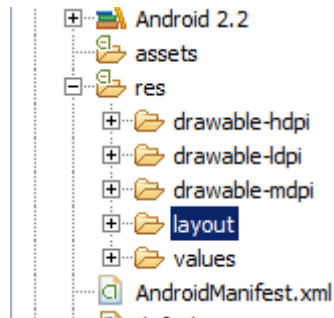 Android 2.2
assets
res
drawable-hdpi
drawable-ldpi
drawable-mdpi
layout
values
AndroidManifest.xml